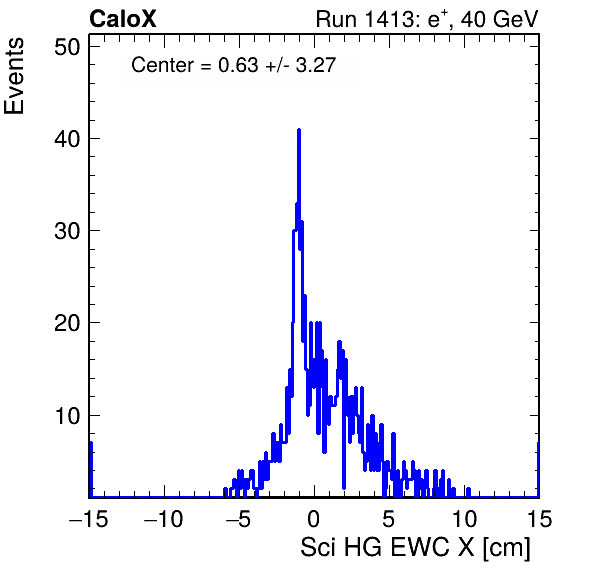 CaloX Run 1413: e⁺, 40 GeV
Center = 0.63 +/- 3.27
Events
50
40
30
20
10
−15 −10 −5 0 5 10 15
Sci HG EWC X [cm]